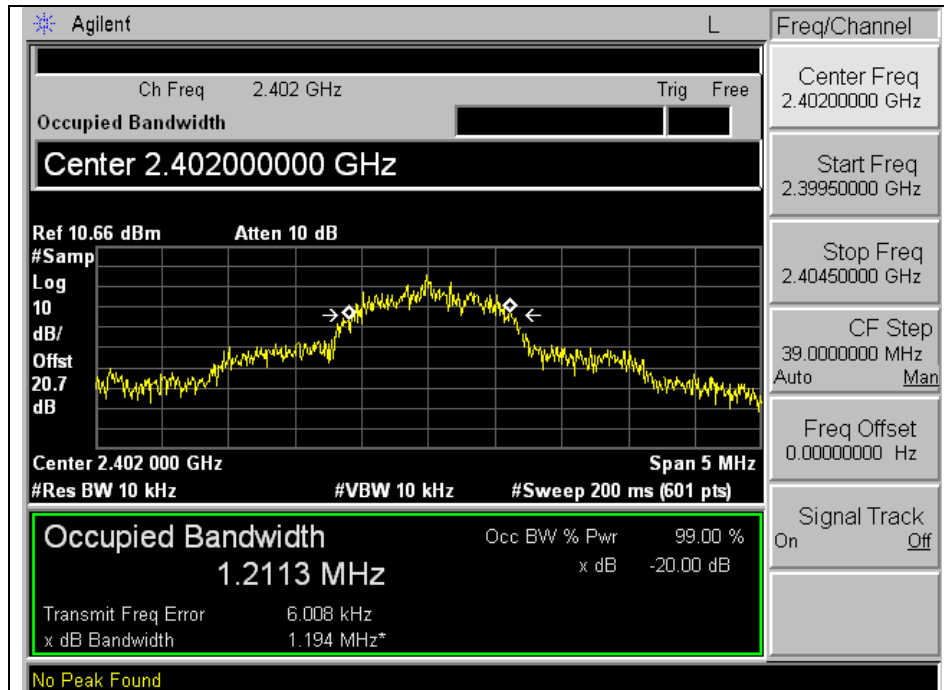 Agilent L Freq/Channel
Ch Freq 2.402 GHz Trig Free
Occupied Bandwidth
Center 2.402000000 GHz
Ref 10.66 dBm Atten 10 dB
#Samp
Log
10
dB/
Offst
20.7
dB
Center 2.402 000 GHz Span 5 MHz
#Res BW 10 kHz #VBW 10 kHz #Sweep 200 ms (601 pts)
Occupied Bandwidth Occ BW % Pwr 99.00 %
1.2113 MHz x dB -20.00 dB
Transmit Freq Error 6.008 kHz
x dB Bandwidth 1.194 MHz*
No Peak Found
Center Freq
2.40200000 GHz
Start Freq
2.39950000 GHz
Stop Freq
2.40450000 GHz
CF Step
39.0000000 MHz
Auto Man
Freq Offset
0.00000000 Hz
Signal Track
On Off